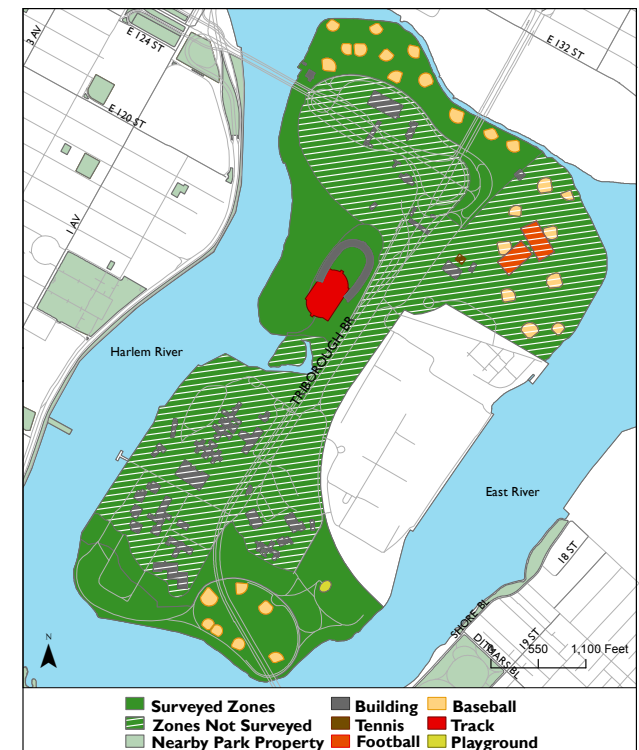 3 AV
E 124 ST
E 132 ST
E 120 ST
1 AV
TRIBOROUGH BR
Harlem River
East River
18 ST
SHORE BL
19 ST
DITMARS BL
N
550 1,100 Feet
Surveyed Zones
Zones Not Surveyed
Nearby Park Property
Building
Tennis
Football
Baseball
Track
Playground